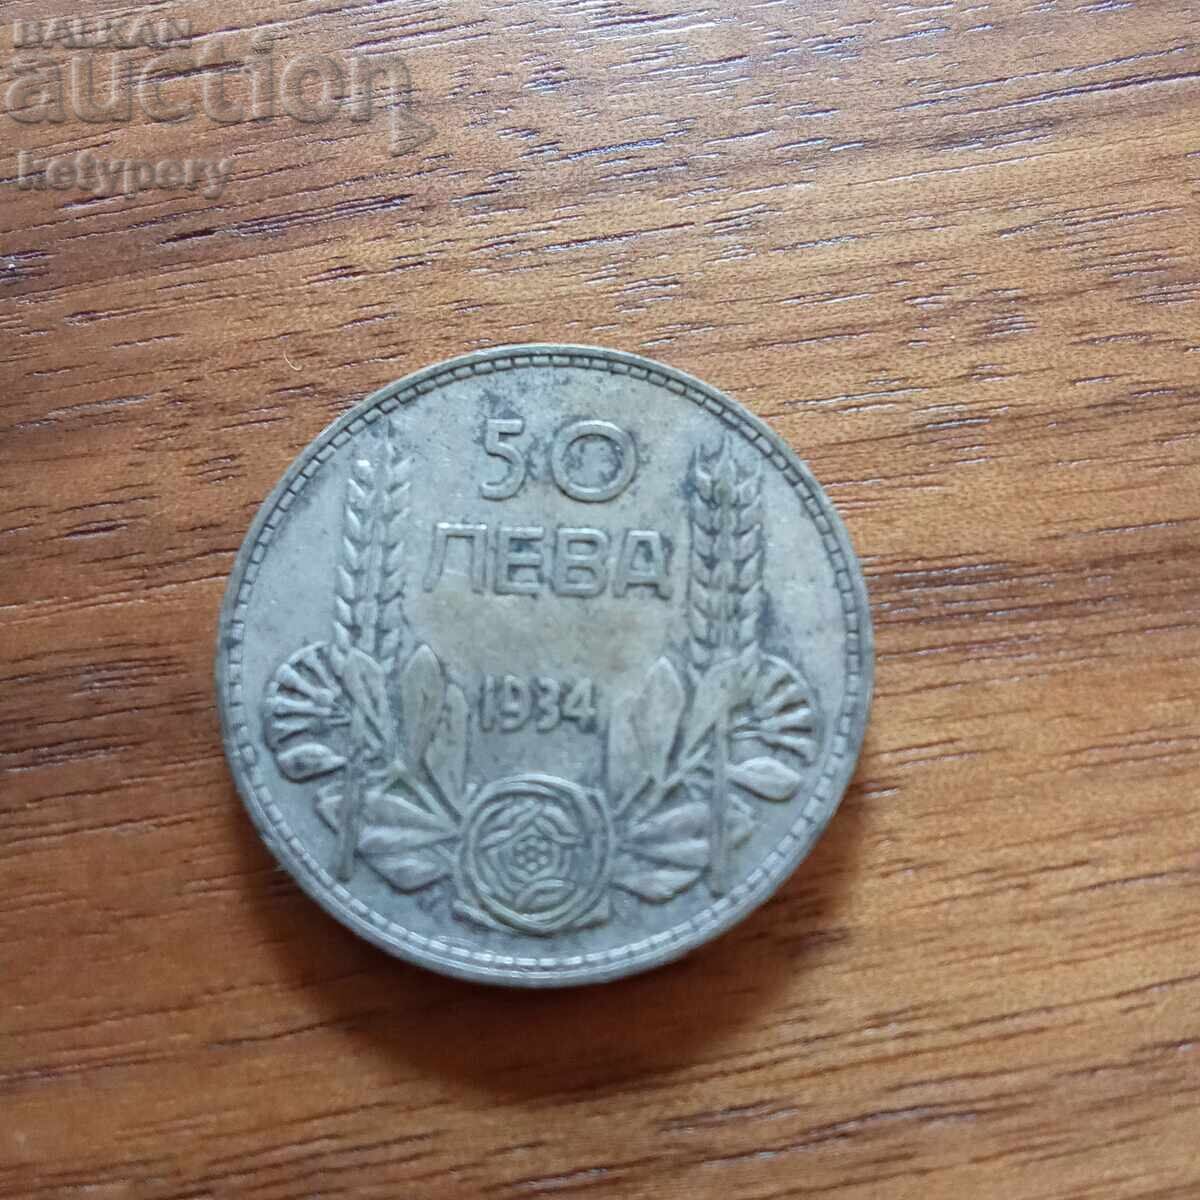 BALKAN
auction
ketypery
50
ЛЕВА
1934